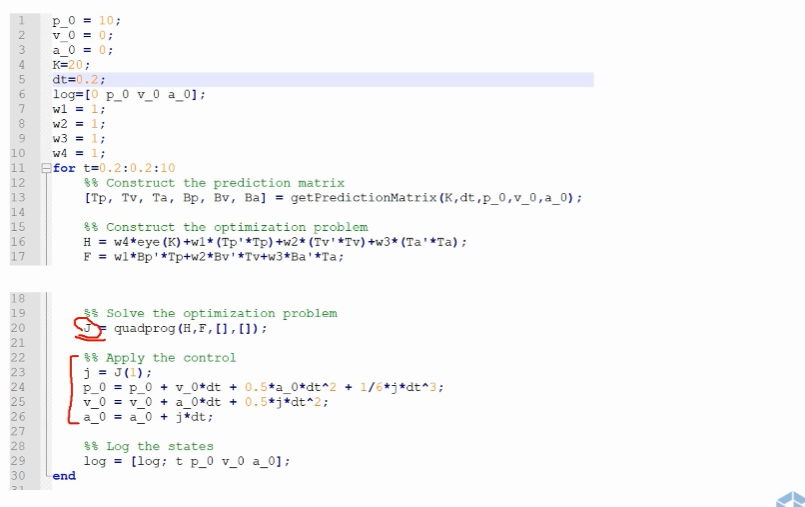 1 p_0 = 10;
2 v_0 = 0;
3 a_0 = 0;
4 K=20;
5 dt=0.2;
6 log=[0 p_0 v_0 a_0];
7 w1 = 1;
8 w2 = 1;
9 w3 = 1;
10 w4 = 1;
11 for t=0.2:0.2:10
12 %% Construct the prediction matrix
13 [Tp, Tv, Ta, Bp, Bv, Ba] = getPredictionMatrix(K,dt,p_0,v_0,a_0);
14
15 %% Construct the optimization problem
16 H = w4*eye(K)+w1*(Tp'*Tp)+w2*(Tv'*Tv)+w3*(Ta'*Ta);
17 F = w1*Bp'*Tp+w2*Bv'*Tv+w3*Ba'*Ta;
18
19 %% Solve the optimization problem
20 J = quadprog(H,F,[],[]);
21
22 %% Apply the control
23 j = J(1);
24 p_0 = p_0 + v_0*dt + 0.5*a_0*dt^2 + 1/6*j*dt^3;
25 v_0 = v_0 + a_0*dt + 0.5*j*dt^2;
26 a_0 = a_0 + j*dt;
27
28 %% Log the states
29 log = [log; t p_0 v_0 a_0];
30 end